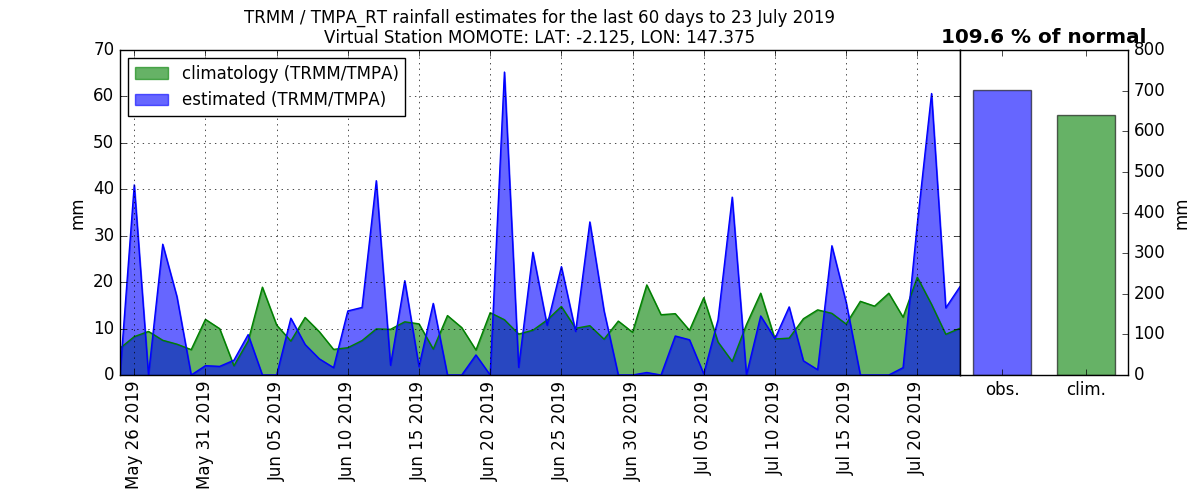 TRMM / TMPA_RT rainfall estimates for the last 60 days to 23 July 2019
Virtual Station MOMOTE: LAT: -2.125, LON: 147.375
109.6 % of normal
climatology (TRMM/TMPA)
estimated (TRMM/TMPA)
70
60
50
40
30
20
10
0
mm
May 26 2019
May 31 2019
Jun 05 2019
Jun 10 2019
Jun 15 2019
Jun 20 2019
Jun 25 2019
Jun 30 2019
Jul 05 2019
Jul 10 2019
Jul 15 2019
Jul 20 2019
obs.
clim.
800
700
600
500
400
300
200
100
0
mm